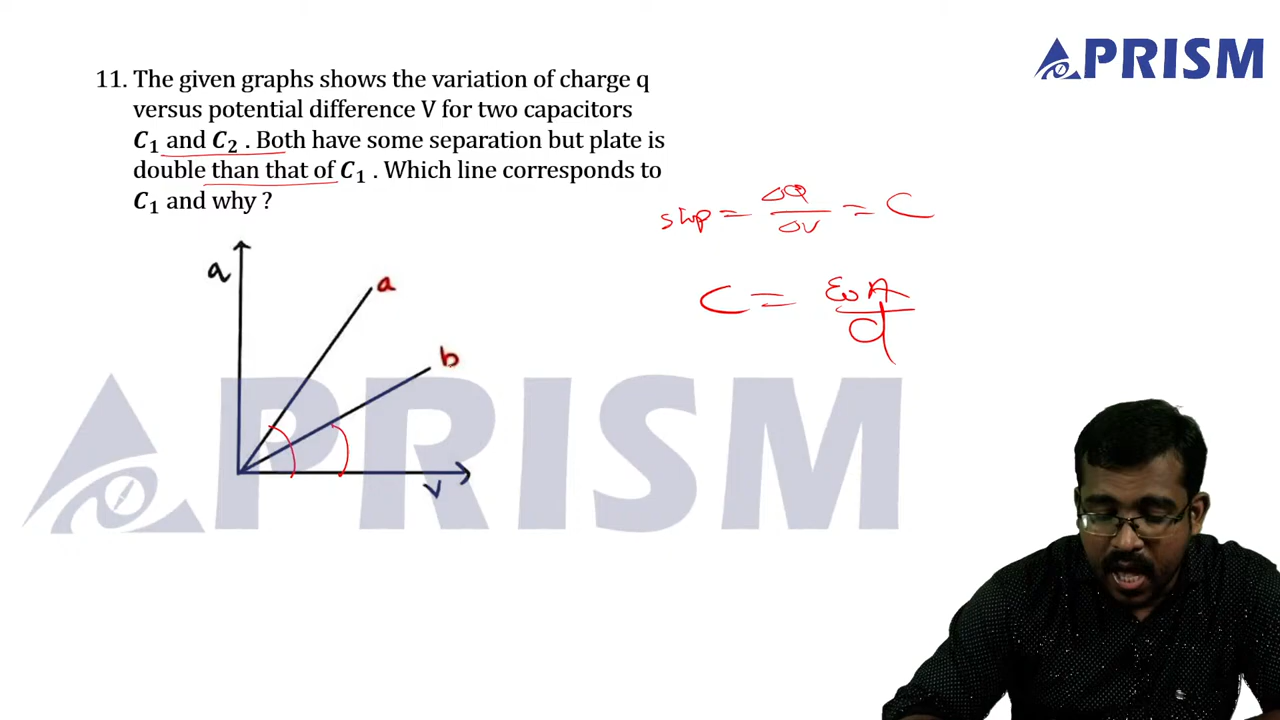 PRISM
11. The given graphs shows the variation of charge q
versus potential difference V for two capacitors
C₁ and C₂ . Both have some separation but plate is
double than that of C₁ . Which line corresponds to
C₁ and why ?
slop = ΔQ/ΔV = C
C = ε₀A/d
q
a
b
V
PRISM